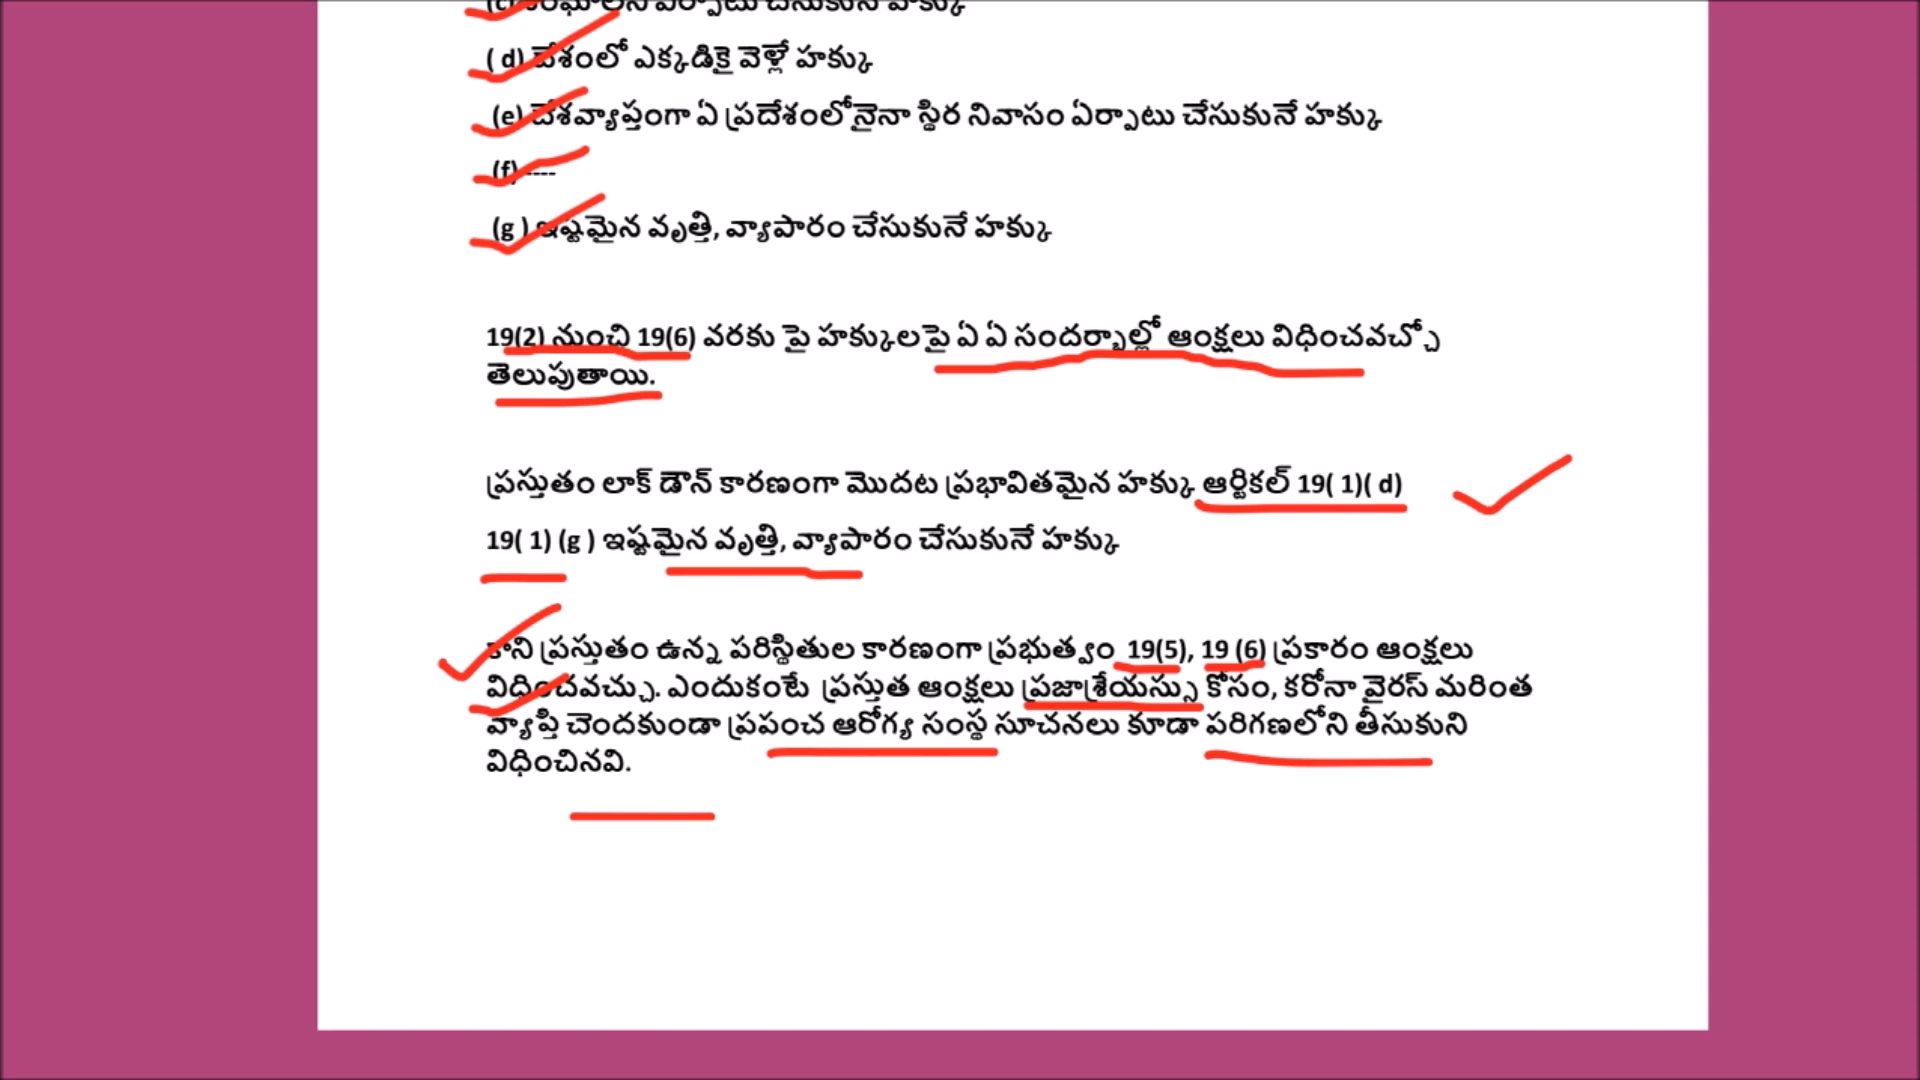 (c) సంఘాలని ఏర్పాటు చేసుకునే హక్కు
( d) దేశంలో ఎక్కడికై వెళ్లే హక్కు
(e) దేశవ్యాప్తంగా ఏ ప్రదేశంలోనైనా స్థిర నివాసం ఏర్పాటు చేసుకునే హక్కు
(f) ----
(g ) ఇష్టమైన వృత్తి, వ్యాపారం చేసుకునే హక్కు
19(2) నుంచి 19(6) వరకు పై హక్కులపై ఏ ఏ సందర్భాల్లో ఆంక్షలు విధించవచ్చో
తెలుపుతాయి.
ప్రస్తుతం లాక్ డౌన్ కారణంగా మొదట ప్రభావితమైన హక్కు ఆర్టికల్ 19( 1)( d)
19( 1) (g ) ఇష్టమైన వృత్తి, వ్యాపారం చేసుకునే హక్కు
కాని ప్రస్తుతం ఉన్న పరిస్థితుల కారణంగా ప్రభుత్వం 19(5), 19 (6) ప్రకారం ఆంక్షలు
విధించవచ్చు. ఎందుకంటే ప్రస్తుత ఆంక్షలు ప్రజాశ్రేయస్సు కోసం, కరోనా వైరస్ మరింత
వ్యాప్తి చెందకుండా ప్రపంచ ఆరోగ్య సంస్థ సూచనలు కూడా పరిగణలోని తీసుకుని
విధించినవి.